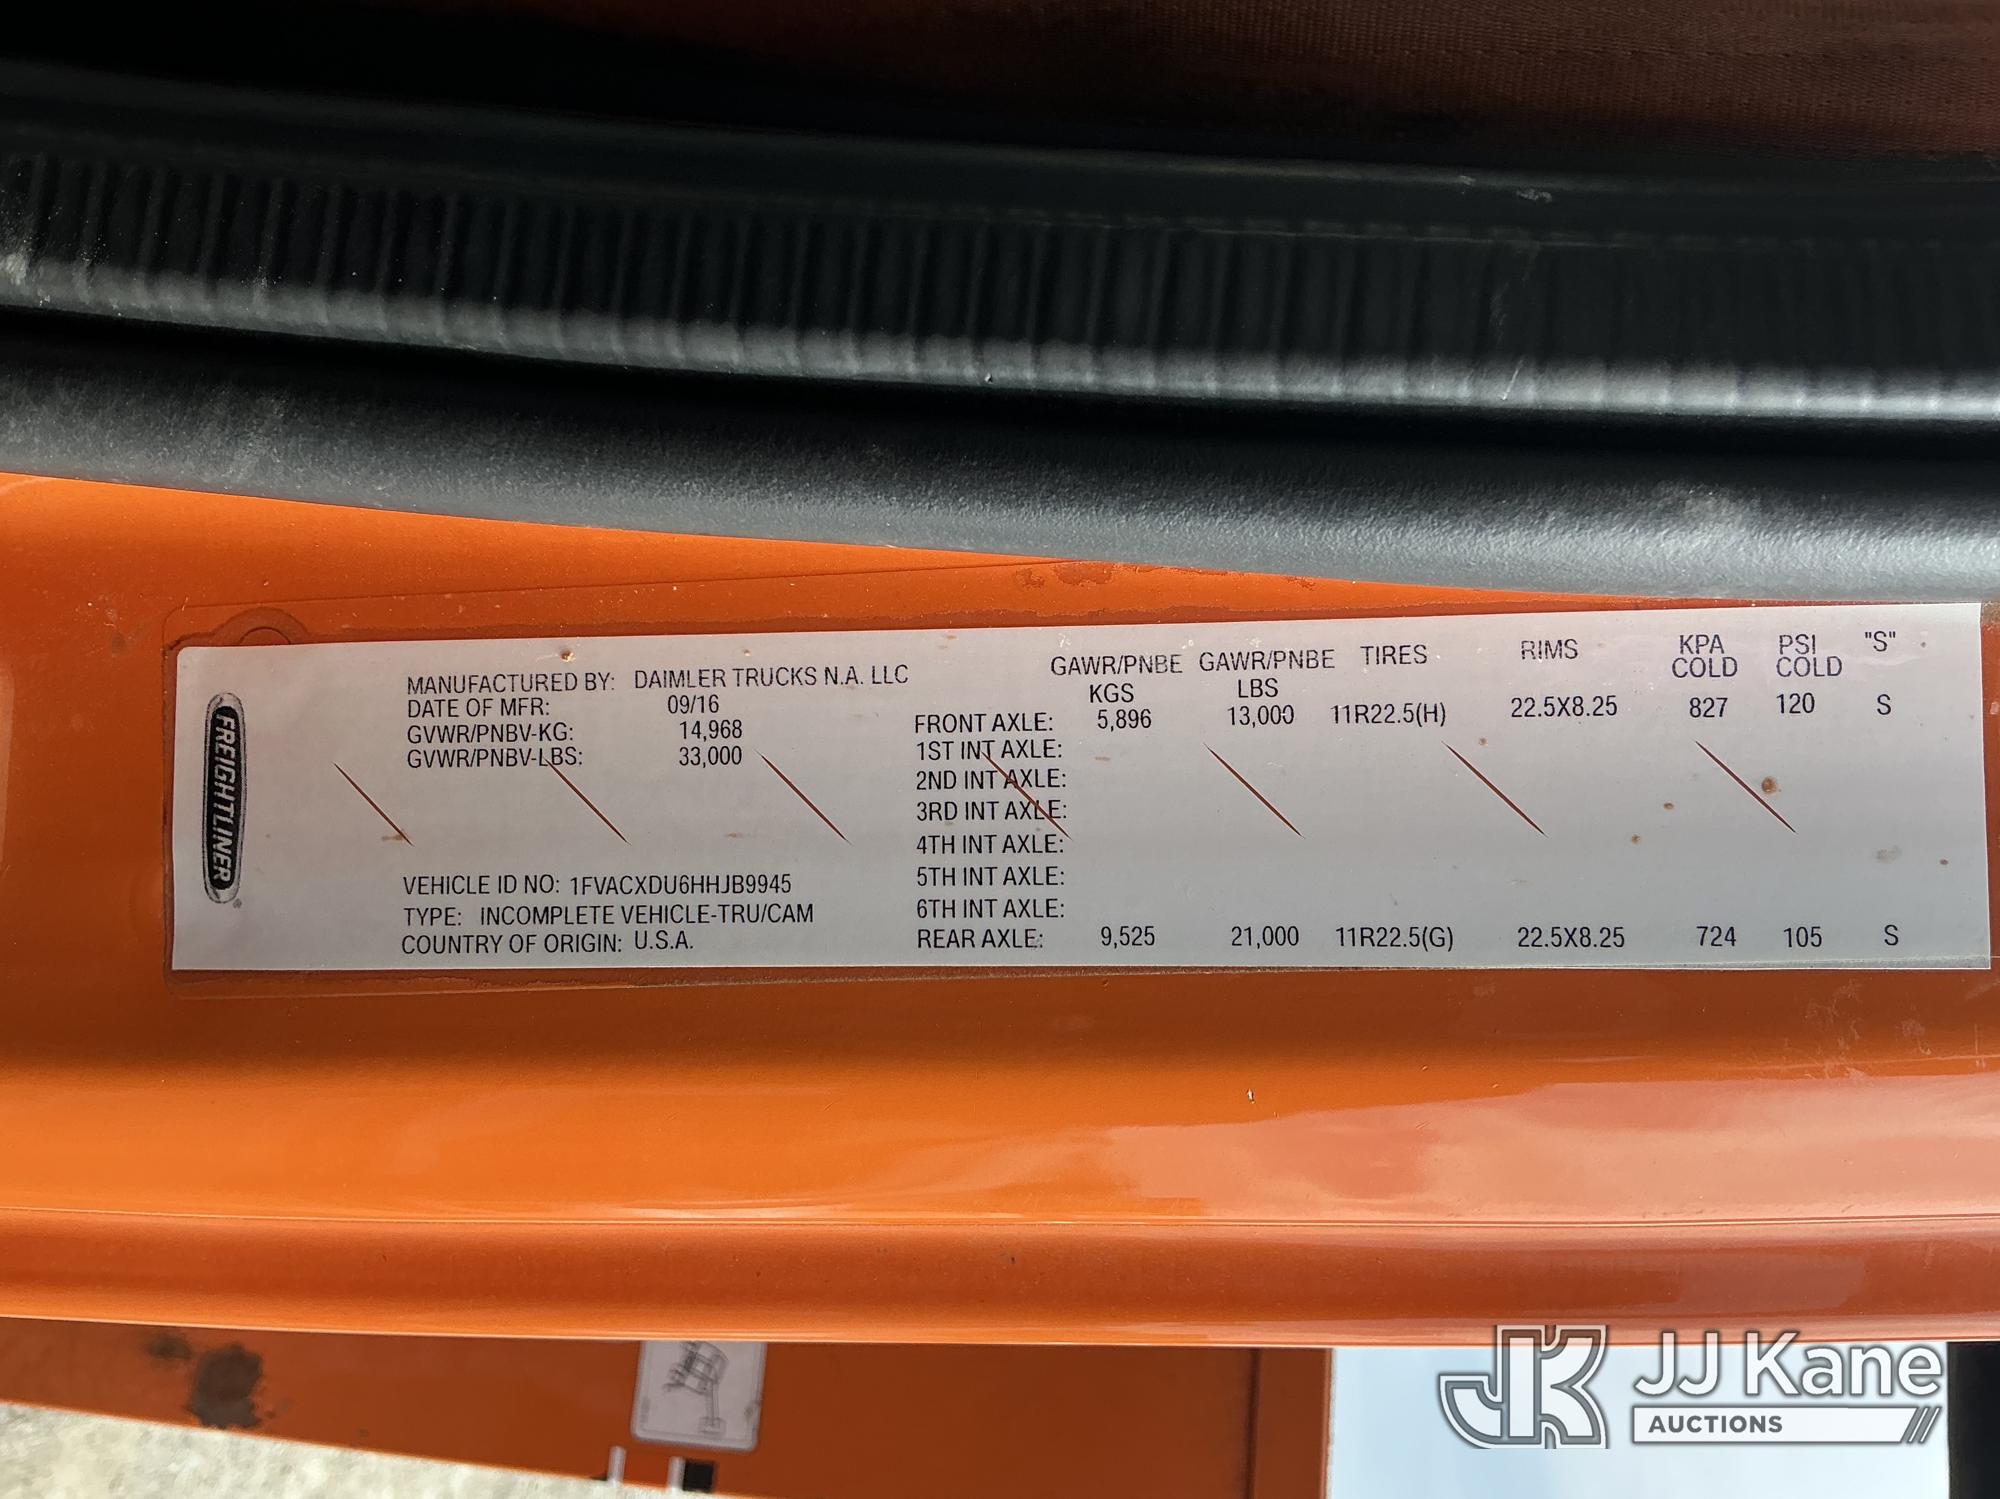 FREIGHTLINER
MANUFACTURED BY: DAIMLER TRUCKS N.A. LLC
DATE OF MFR: 09/16
GVWR/PNBV-KG: 14,968
GVWR/PNBV-LBS: 33,000
VEHICLE ID NO: 1FVACXDU6HHJB9945
TYPE: INCOMPLETE VEHICLE-TRU/CAM
COUNTRY OF ORIGIN: U.S.A.
GAWR/PNBE GAWR/PNBE TIRES RIMS KPA PSI "S"
KGS LBS COLD COLD
FRONT AXLE: 5,896 13,000 11R22.5(H) 22.5X8.25 827 120 S
1ST INT AXLE:
2ND INT AXLE:
3RD INT AXLE:
4TH INT AXLE:
5TH INT AXLE:
6TH INT AXLE:
REAR AXLE: 9,525 21,000 11R22.5(G) 22.5X8.25 724 105 S
JK JJ Kane
AUCTIONS